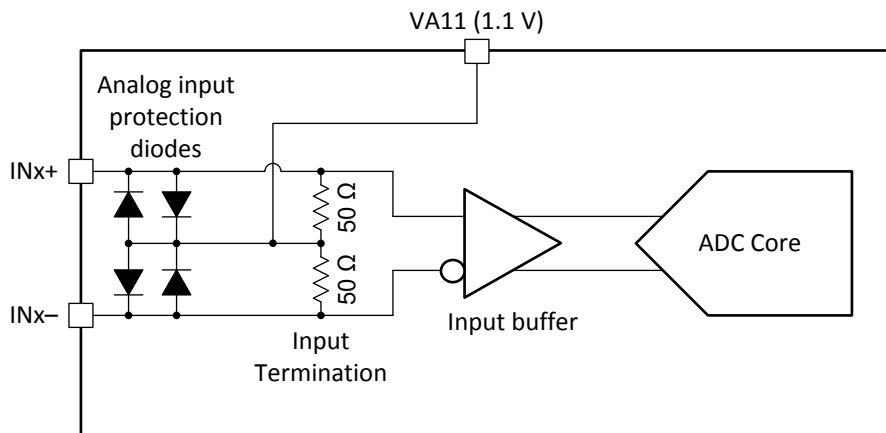 VA11 (1.1 V)
Analog input
protection
diodes
INx+
50 Ω
50 Ω
ADC Core
INx–
Input buffer
Input
Termination